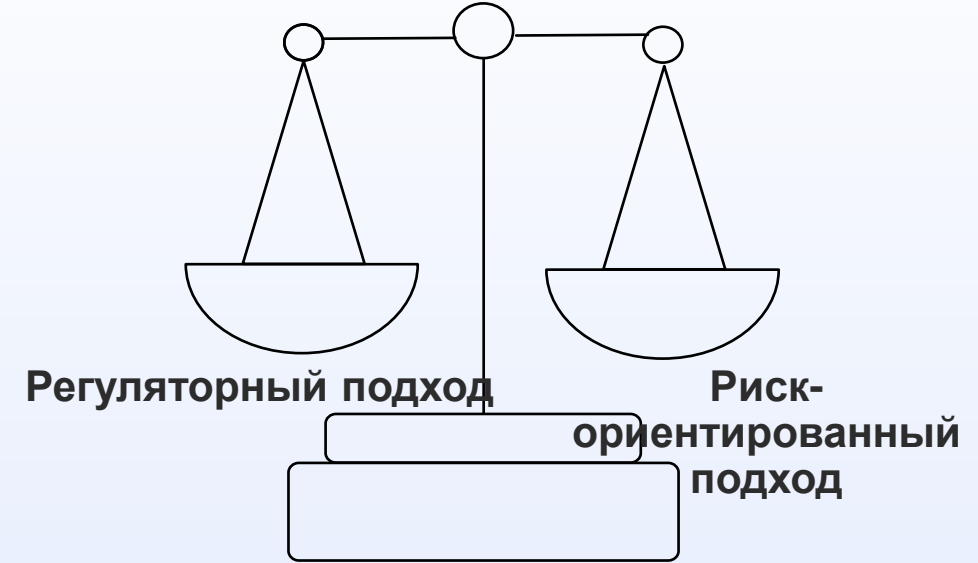 Регуляторный подход
Риск-
ориентированный
подход